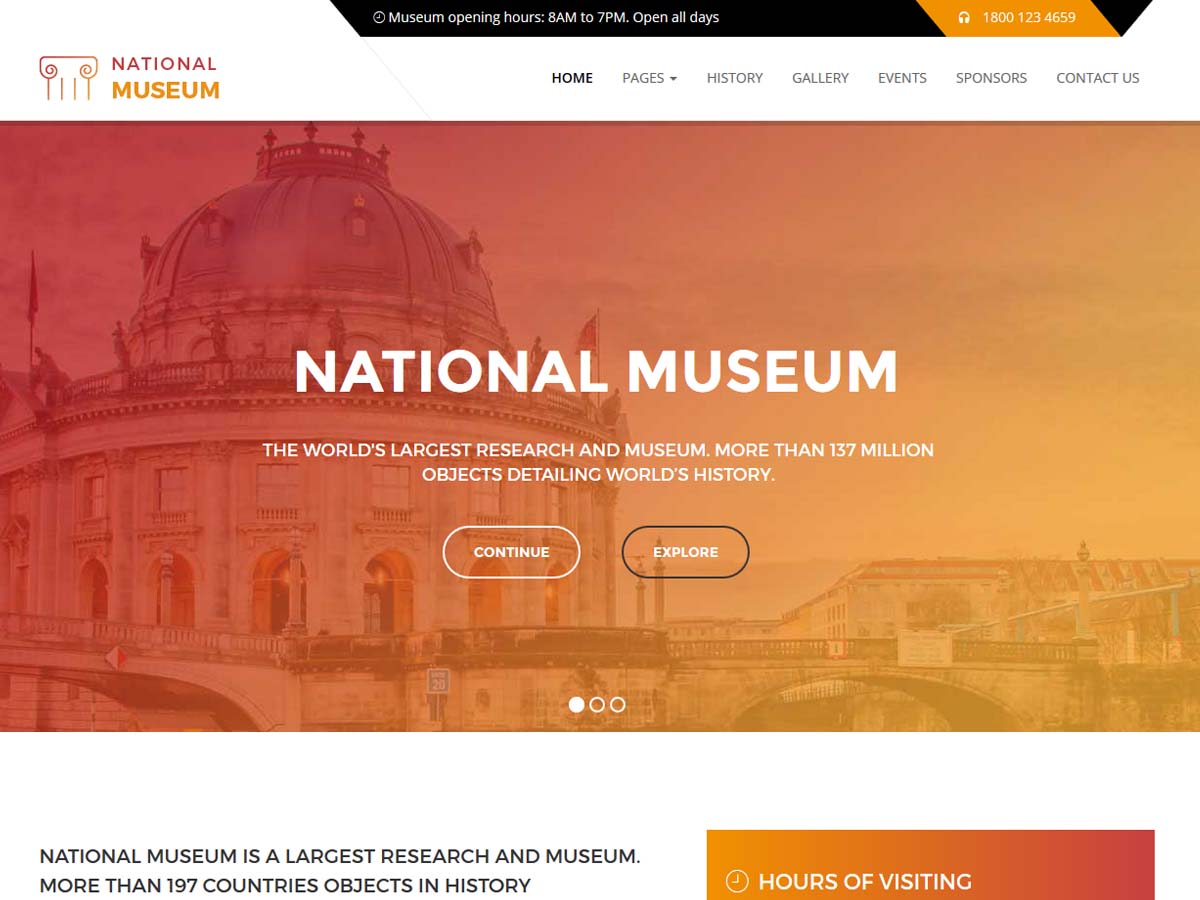 Museum opening hours: 8AM to 7PM. Open all days
1800 123 4659
NATIONAL
MUSEUM
HOME
PAGES
HISTORY
GALLERY
EVENTS
SPONSORS
CONTACT US
NATIONAL MUSEUM
THE WORLD'S LARGEST RESEARCH AND MUSEUM. MORE THAN 137 MILLION
OBJECTS DETAILING WORLD’S HISTORY.
CONTINUE
EXPLORE
20
NATIONAL MUSEUM IS A LARGEST RESEARCH AND MUSEUM.
MORE THAN 197 COUNTRIES OBJECTS IN HISTORY
HOURS OF VISITING